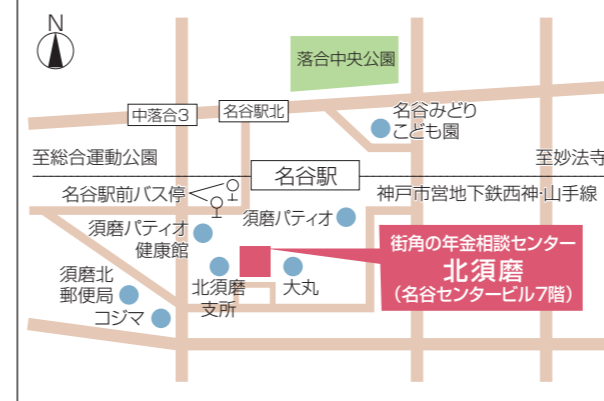 N
落合中央公園
中落合3
名谷駅北
名谷みどり
こども園
至総合運動公園
名谷駅
至妙法寺
名谷駅前バス停
神戸市営地下鉄西神・山手線
須磨パティオ
須磨パティオ
健康館
街角の年金相談センター
北須磨
（名谷センタービル7階）
須磨北
郵便局
北須磨
支所
大丸
コジマ